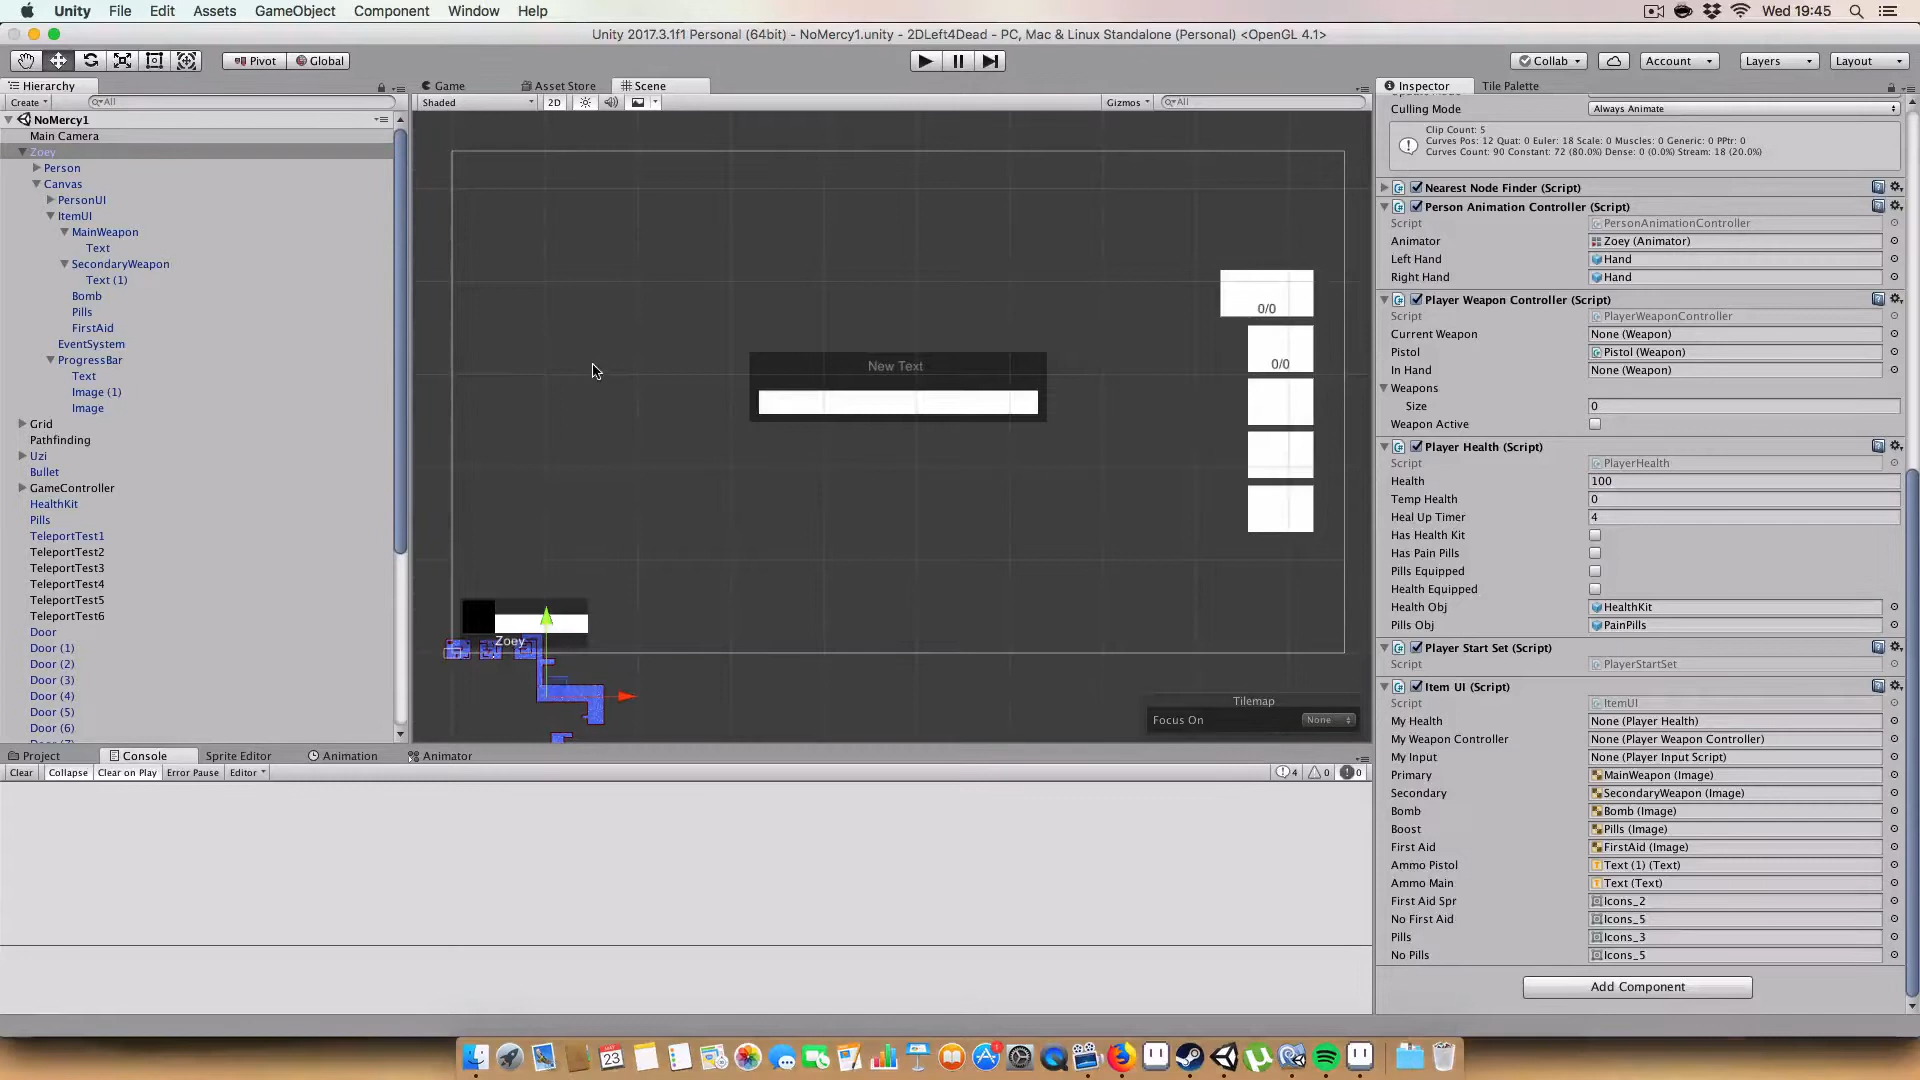 Unity File Edit Assets GameObject Component Window Help
Wed 19:45
Unity 2017.3.1f1 Personal (64bit) - NoMercy1.unity - 2DLeft4Dead - PC, Mac & Linux Standalone (Personal) <OpenGL 4.1>
Pivot Global
Collab Account Layers Layout
Hierarchy
Create All
NoMercy1
Main Camera
Zoey
Person
Canvas
PersonUI
ItemUI
MainWeapon
Text
SecondaryWeapon
Text (1)
Bomb
Pills
FirstAid
EventSystem
ProgressBar
Text
Image (1)
Image
Grid
Pathfinding
Uzi
Bullet
GameController
HealthKit
Pills
TeleportTest1
TeleportTest2
TeleportTest3
TeleportTest4
TeleportTest5
TeleportTest6
Door
Door (1)
Door (2)
Door (3)
Door (4)
Door (5)
Door (6)
Game Asset Store Scene
Shaded 2D Gizmos All
0/0
0/0
New Text
Zoey
Tilemap
Focus On None
Project Console Sprite Editor Animation Animator
Clear Collapse Clear on Play Error Pause Editor 4 0 0
Inspector Tile Palette
Culling Mode Always Animate
Clip Count: 5
Curves Pos: 12 Quat: 0 Euler: 18 Scale: 0 Muscles: 0 Generic: 0 PPtr: 0
Curves Count: 90 Constant: 72 (80.0%) Dense: 0 (0.0%) Stream: 18 (20.0%)
Nearest Node Finder (Script)
Person Animation Controller (Script)
Script PersonAnimationController
Animator Zoey (Animator)
Left Hand Hand
Right Hand Hand
Player Weapon Controller (Script)
Script PlayerWeaponController
Current Weapon None (Weapon)
Pistol Pistol (Weapon)
In Hand None (Weapon)
Weapons
Size 0
Weapon Active
Player Health (Script)
Script PlayerHealth
Health 100
Temp Health 0
Heal Up Timer 4
Has Health Kit
Has Pain Pills
Pills Equipped
Health Equipped
Health Obj HealthKit
Pills Obj PainPills
Player Start Set (Script)
Script PlayerStartSet
Item UI (Script)
Script ItemUI
My Health None (Player Health)
My Weapon Controller None (Player Weapon Controller)
My Input None (Player Input Script)
Primary MainWeapon (Image)
Secondary SecondaryWeapon (Image)
Bomb Bomb (Image)
Boost Pills (Image)
First Aid FirstAid (Image)
Ammo Pistol Text (1) (Text)
Ammo Main Text (Text)
First Aid Spr Icons_2
No First Aid Icons_5
Pills Icons_3
No Pills Icons_5
Add Component